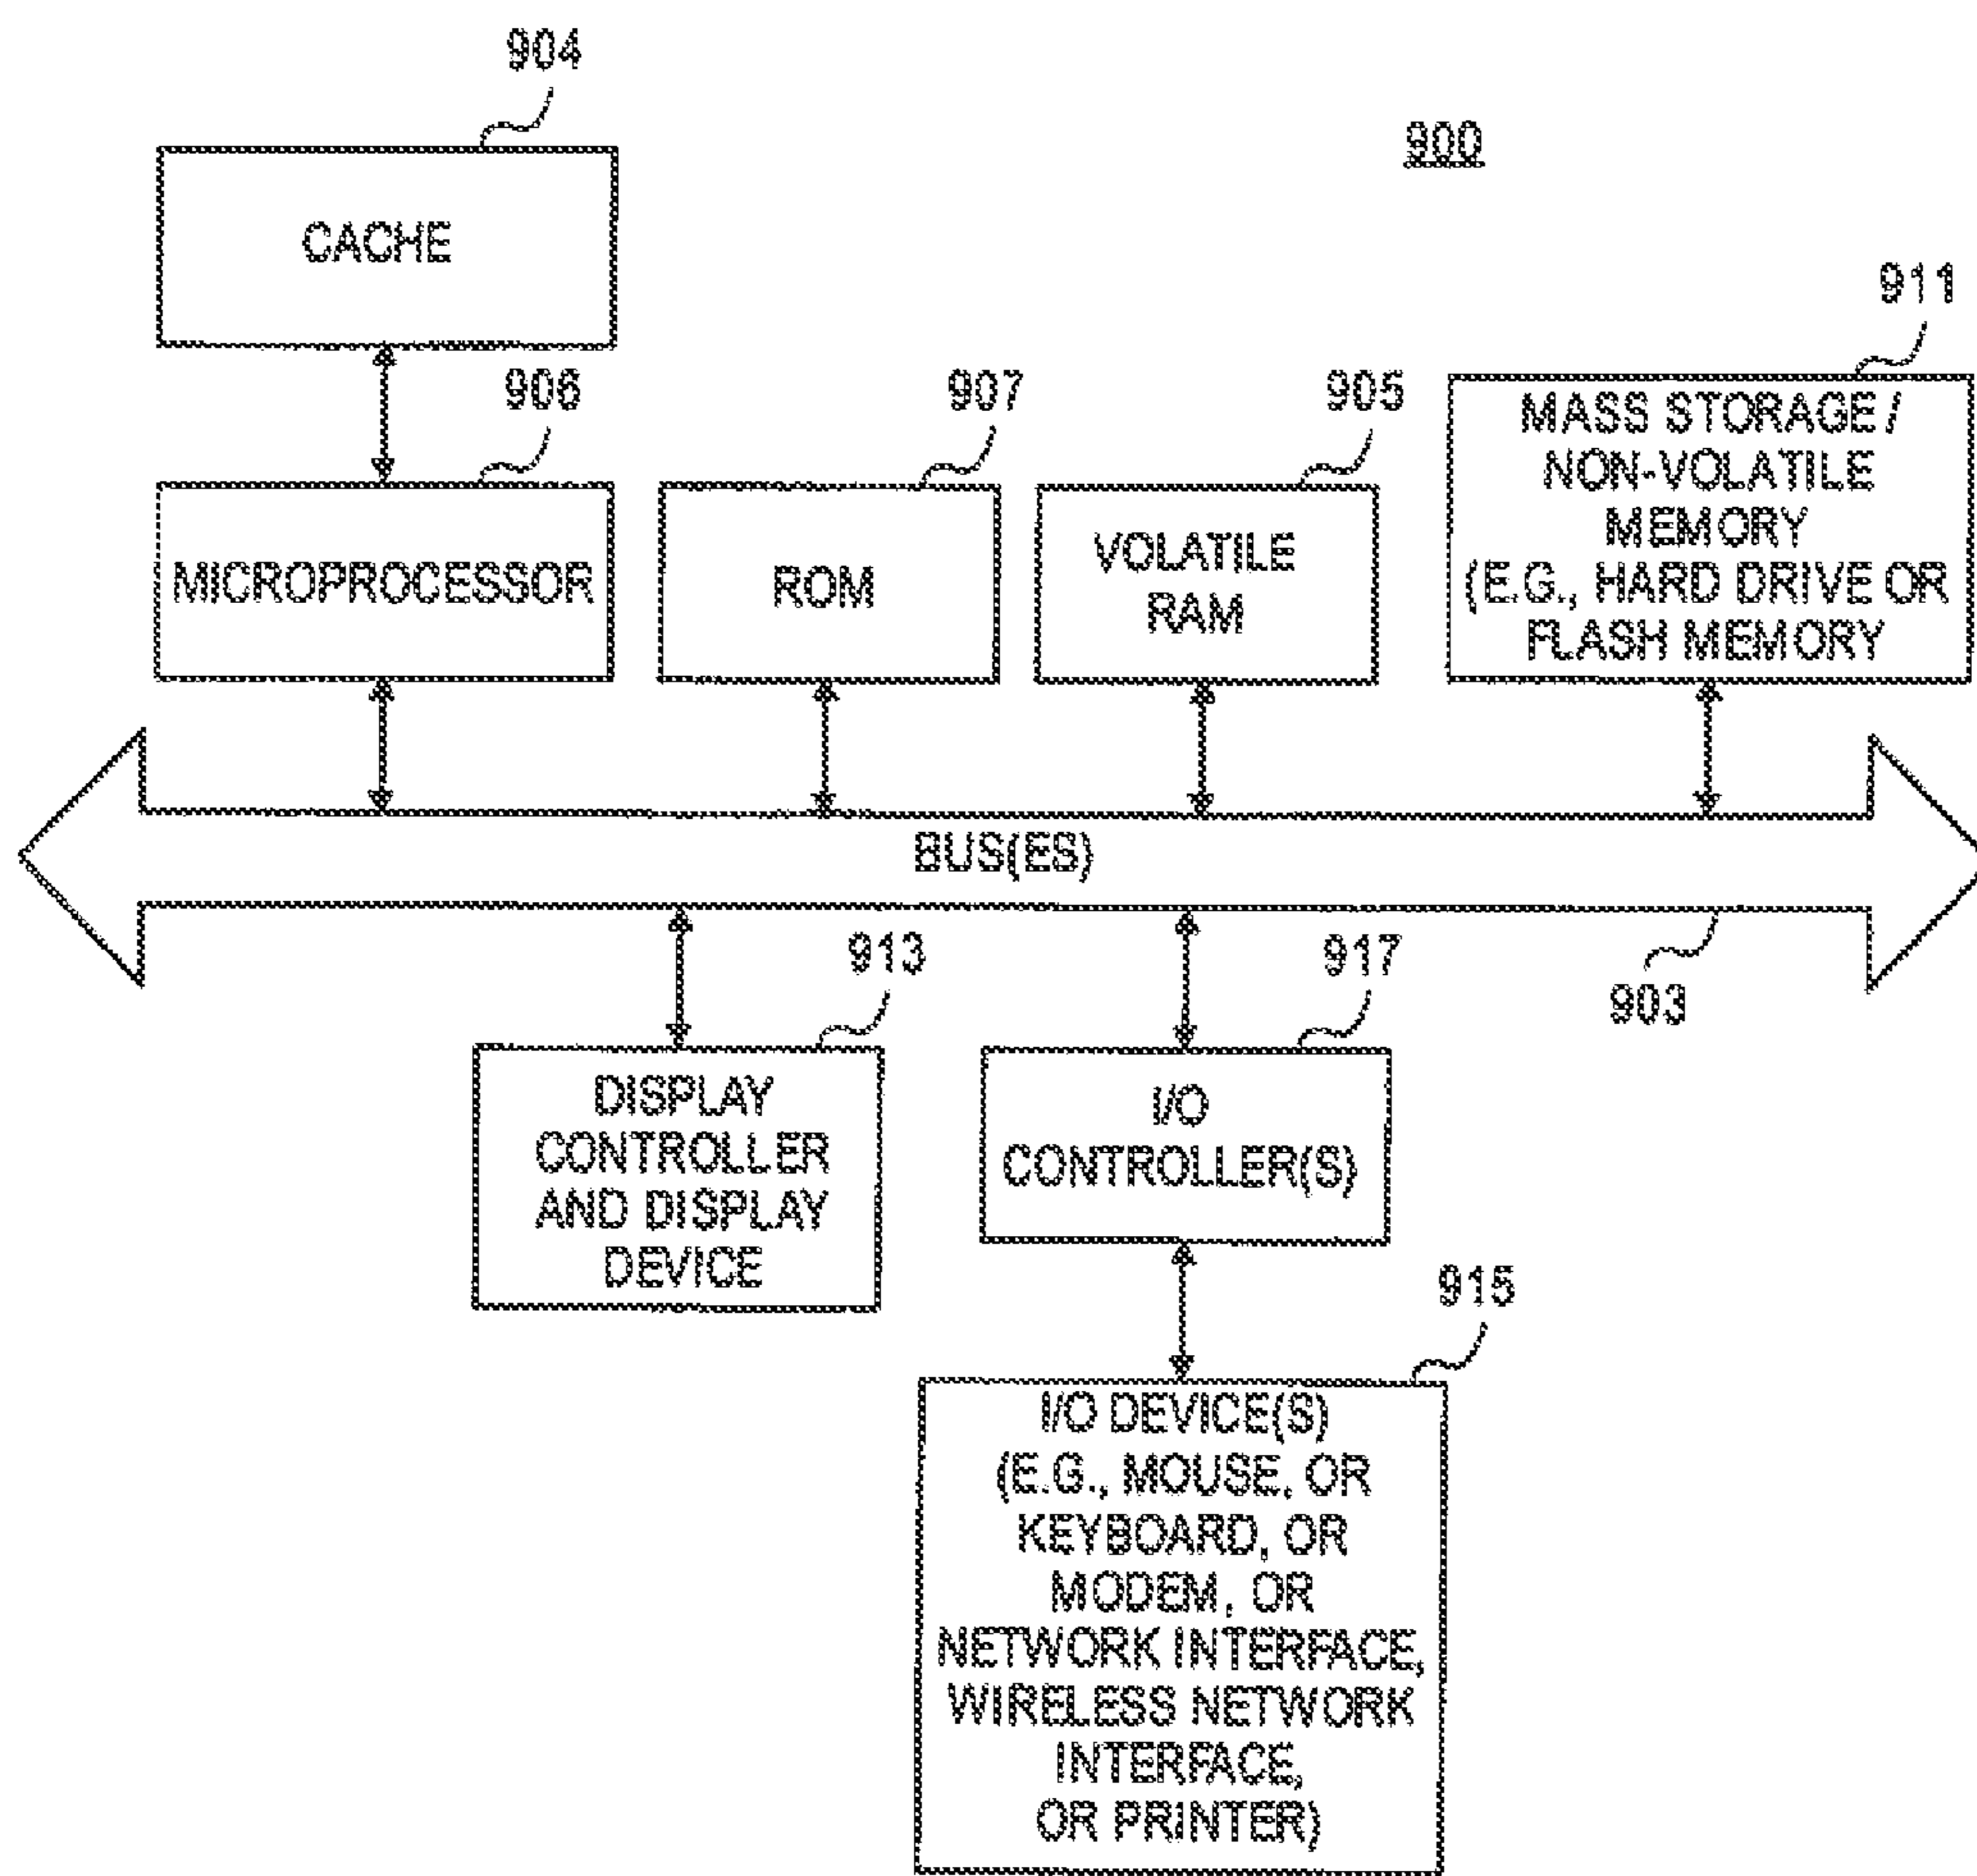 904
900
CACHE
911
906
907
905
MASS STORAGE /
NON-VOLATILE
MEMORY
(E.G., HARD DRIVE OR
FLASH MEMORY
MICROPROCESSOR
ROM
VOLATILE
RAM
BUS(ES)
903
913
917
DISPLAY
CONTROLLER
AND DISPLAY
DEVICE
I/O
CONTROLLER(S)
915
I/O DEVICE(S)
(E.G., MOUSE, OR
KEYBOARD, OR
MODEM, OR
NETWORK INTERFACE,
WIRELESS NETWORK
INTERFACE,
OR PRINTER)